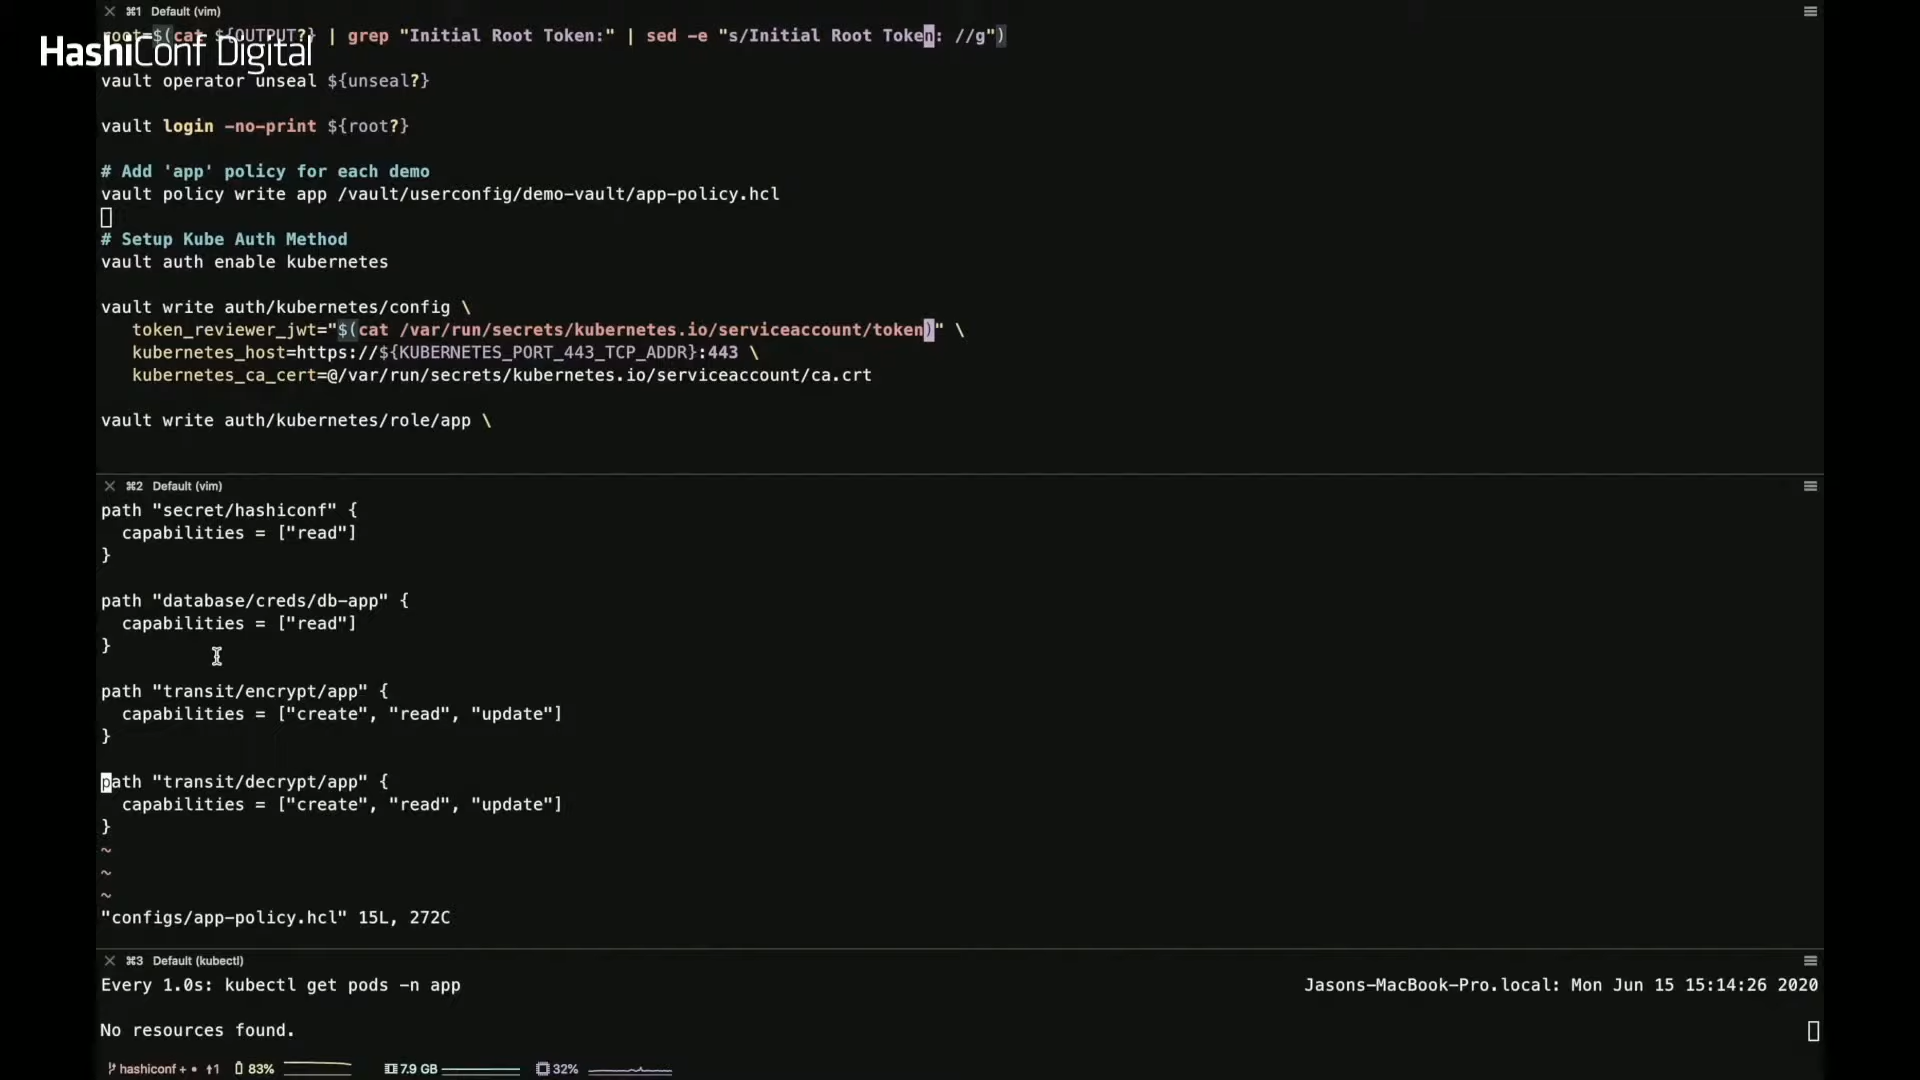 ⌘1 Default (vim)
HashiConf Digital
root=$(cat ${OUTPUT?} | grep "Initial Root Token:" | sed -e "s/Initial Root Token: //g")
vault operator unseal ${unseal?}
vault login -no-print ${root?}
# Add 'app' policy for each demo
vault policy write app /vault/userconfig/demo-vault/app-policy.hcl
# Setup Kube Auth Method
vault auth enable kubernetes
vault write auth/kubernetes/config \
token_reviewer_jwt="$(cat /var/run/secrets/kubernetes.io/serviceaccount/token)" \
kubernetes_host=https://${KUBERNETES_PORT_443_TCP_ADDR}:443 \
kubernetes_ca_cert=@/var/run/secrets/kubernetes.io/serviceaccount/ca.crt
vault write auth/kubernetes/role/app \
⌘2 Default (vim)
path "secret/hashiconf" {
capabilities = ["read"]
}
path "database/creds/db-app" {
capabilities = ["read"]
}
path "transit/encrypt/app" {
capabilities = ["create", "read", "update"]
}
path "transit/decrypt/app" {
capabilities = ["create", "read", "update"]
}
~
~
~
"configs/app-policy.hcl" 15L, 272C
⌘3 Default (kubectl)
Every 1.0s: kubectl get pods -n app
Jasons-MacBook-Pro.local: Mon Jun 15 15:14:26 2020
No resources found.
hashiconf + • ↑1 83% 7.9 GB 32%